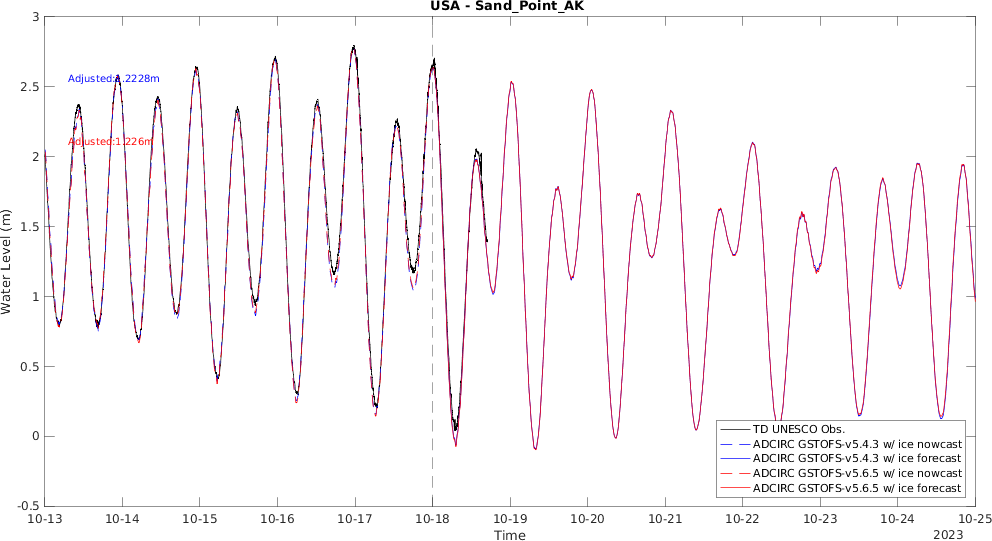 USA - Sand_Point_AK
3
2.5
2
1.5
1
0.5
0
-0.5
Water Level (m)
Adjusted:1.2228m
Adjusted:1.226m
TD UNESCO Obs.
ADCIRC GSTOFS-v5.4.3 w/ ice nowcast
ADCIRC GSTOFS-v5.4.3 w/ ice forecast
ADCIRC GSTOFS-v5.6.5 w/ ice nowcast
ADCIRC GSTOFS-v5.6.5 w/ ice forecast
10-13 10-14 10-15 10-16 10-17 10-18 10-19 10-20 10-21 10-22 10-23 10-24 10-25
Time
2023